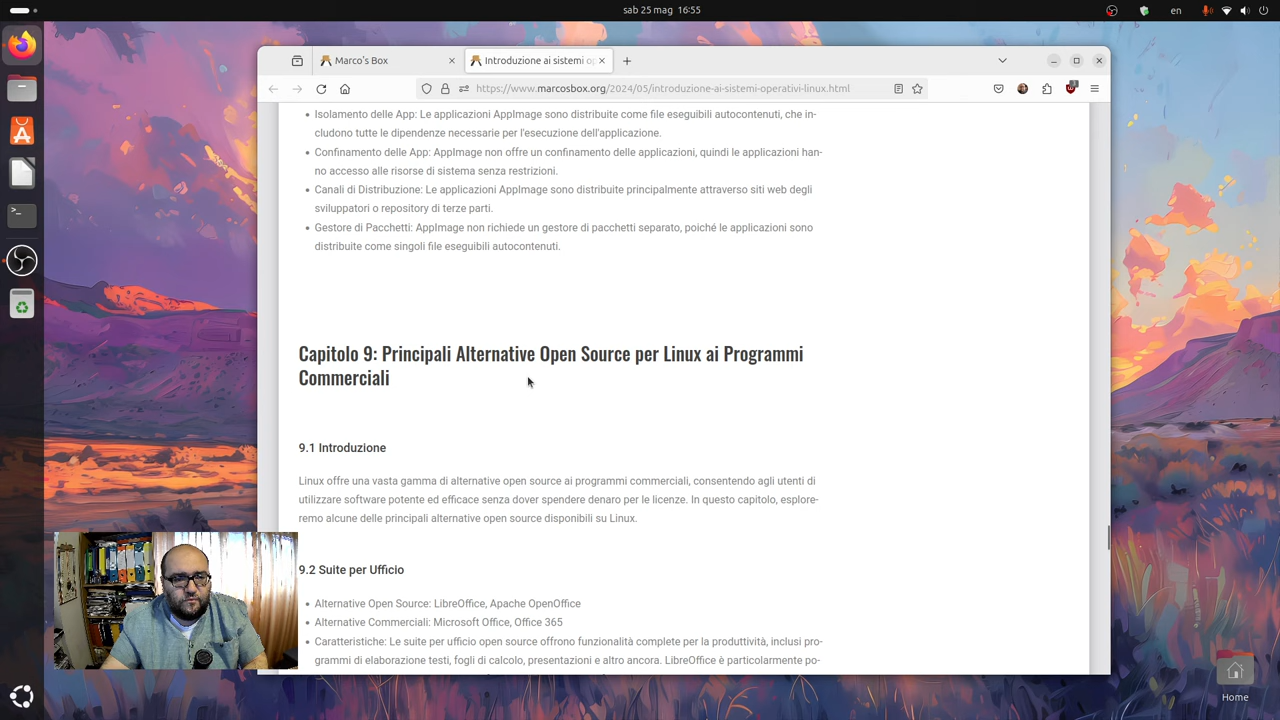 sab 25 mag 16:55
en
Marco's Box
Introduzione ai sistemi o
https://www.marcosbox.org/2024/05/introduzione-ai-sistemi-operativi-linux.html
Isolamento delle App: Le applicazioni AppImage sono distribuite come file eseguibili autocontenuti, che in-
cludono tutte le dipendenze necessarie per l'esecuzione dell'applicazione.
Confinamento delle App: AppImage non offre un confinamento delle applicazioni, quindi le applicazioni han-
no accesso alle risorse di sistema senza restrizioni.
Canali di Distribuzione: Le applicazioni AppImage sono distribuite principalmente attraverso siti web degli
sviluppatori o repository di terze parti.
Gestore di Pacchetti: AppImage non richiede un gestore di pacchetti separato, poiché le applicazioni sono
distribuite come singoli file eseguibili autocontenuti.
Capitolo 9: Principali Alternative Open Source per Linux ai Programmi
Commerciali
9.1 Introduzione
Linux offre una vasta gamma di alternative open source ai programmi commerciali, consentendo agli utenti di
utilizzare software potente ed efficace senza dover spendere denaro per le licenze. In questo capitolo, esplore-
remo alcune delle principali alternative open source disponibili su Linux.
9.2 Suite per Ufficio
Alternative Open Source: LibreOffice, Apache OpenOffice
Alternative Commerciali: Microsoft Office, Office 365
Caratteristiche: Le suite per ufficio open source offrono funzionalità complete per la produttività, inclusi pro-
grammi di elaborazione testi, fogli di calcolo, presentazioni e altro ancora. LibreOffice è particolarmente po-
Home